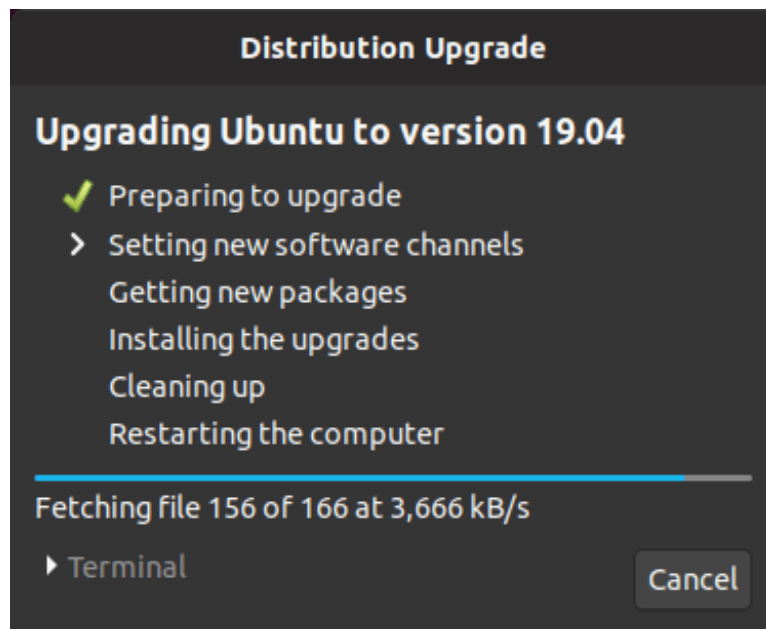 Distribution Upgrade
Upgrading Ubuntu to version 19.04
Preparing to upgrade
Setting new software channels
Getting new packages
Installing the upgrades
Cleaning up
Restarting the computer
Fetching file 156 of 166 at 3,666 kB/s
Terminal
Cancel